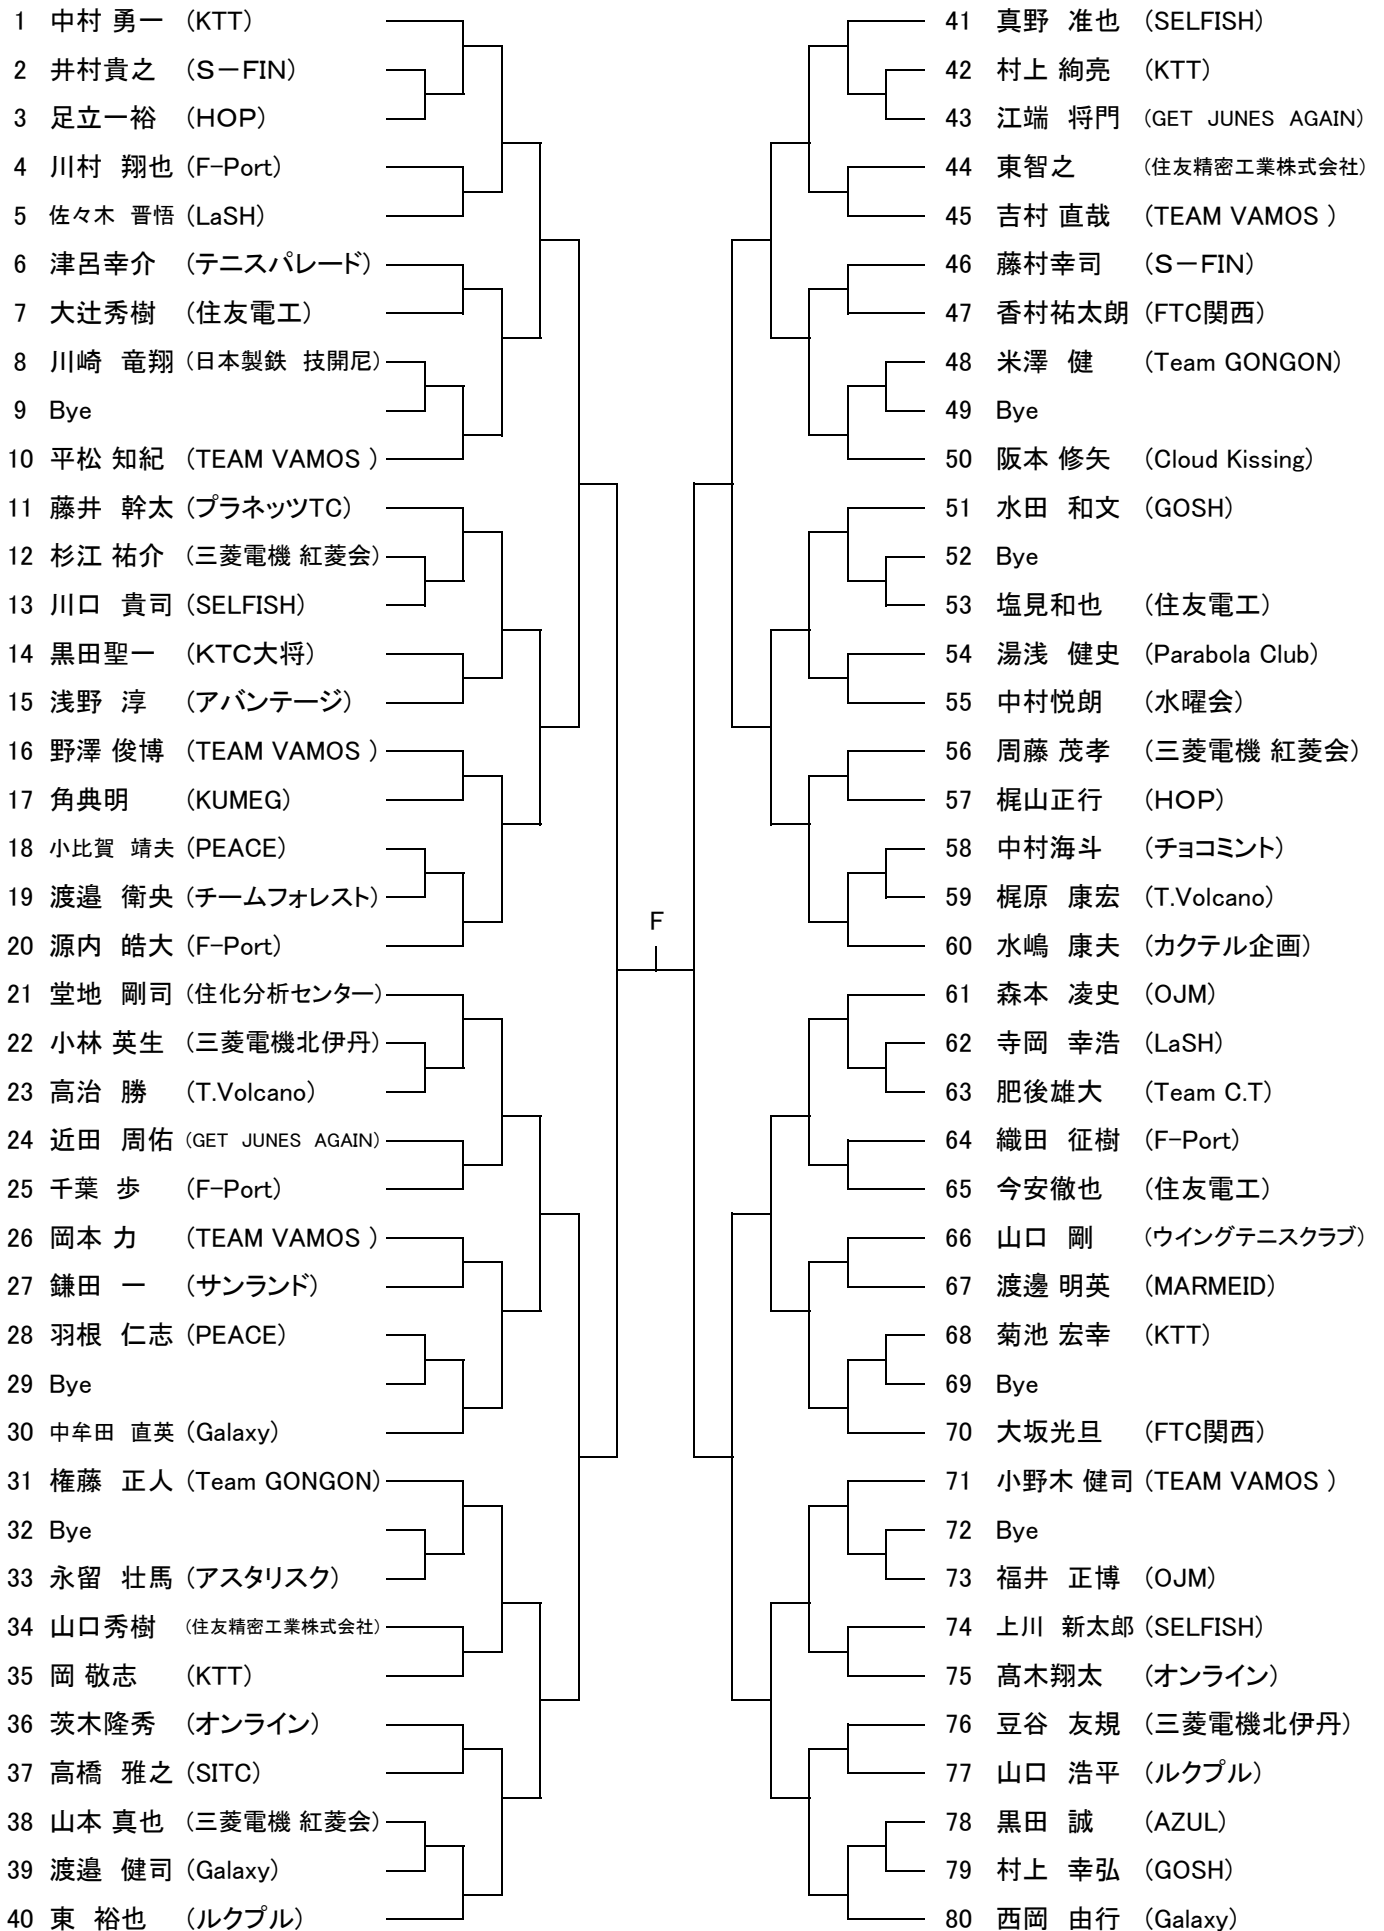 1 中村 勇一 (KTT)
2 井村貴之 (S－FIN)
3 足立一裕 (HOP)
4 川村 翔也 (F-Port)
5 佐々木 晋悟 (LaSH)
6 津呂幸介 (テニスパレード)
7 大辻秀樹 (住友電工)
8 川崎 竜翔 (日本製鉄 技開尼)
9 Bye
10 平松 知紀 (TEAM VAMOS )
11 藤井 幹太 (プラネッツTC)
12 杉江 祐介 (三菱電機 紅菱会)
13 川口 貴司 (SELFISH)
14 黒田聖一 (KTC大将)
15 浅野 淳 (アバンテージ)
16 野澤 俊博 (TEAM VAMOS )
17 角典明 (KUMEG)
18 小比賀 靖夫 (PEACE)
19 渡邉 衛央 (チームフォレスト)
20 源内 皓大 (F-Port)
21 堂地 剛司 (住化分析センター)
22 小林 英生 (三菱電機北伊丹)
23 高治 勝 (T.Volcano)
24 近田 周佑 (GET JUNES AGAIN)
25 千葉 歩 (F-Port)
26 岡本 力 (TEAM VAMOS )
27 鎌田 一 (サンランド)
28 羽根 仁志 (PEACE)
29 Bye
30 中牟田 直英 (Galaxy)
31 権藤 正人 (Team GONGON)
32 Bye
33 永留 壮馬 (アスタリスク)
34 山口秀樹 (住友精密工業株式会社)
35 岡 敬志 (KTT)
36 茨木隆秀 (オンライン)
37 高橋 雅之 (SITC)
38 山本 真也 (三菱電機 紅菱会)
39 渡邉 健司 (Galaxy)
40 東 裕也 (ルクプル)
F
41 真野 准也 (SELFISH)
42 村上 絢亮 (KTT)
43 江端 将門 (GET JUNES AGAIN)
44 東智之 (住友精密工業株式会社)
45 吉村 直哉 (TEAM VAMOS )
46 藤村幸司 (S－FIN)
47 香村祐太朗 (FTC関西)
48 米澤 健 (Team GONGON)
49 Bye
50 阪本 修矢 (Cloud Kissing)
51 水田 和文 (GOSH)
52 Bye
53 塩見和也 (住友電工)
54 湯浅 健史 (Parabola Club)
55 中村悦朗 (水曜会)
56 周藤 茂孝 (三菱電機 紅菱会)
57 梶山正行 (HOP)
58 中村海斗 (チョコミント)
59 梶原 康宏 (T.Volcano)
60 水嶋 康夫 (カクテル企画)
61 森本 凌史 (OJM)
62 寺岡 幸浩 (LaSH)
63 肥後雄大 (Team C.T)
64 織田 征樹 (F-Port)
65 今安徹也 (住友電工)
66 山口 剛 (ウイングテニスクラブ)
67 渡邊 明英 (MARMEID)
68 菊池 宏幸 (KTT)
69 Bye
70 大坂光旦 (FTC関西)
71 小野木 健司 (TEAM VAMOS )
72 Bye
73 福井 正博 (OJM)
74 上川 新太郎 (SELFISH)
75 髙木翔太 (オンライン)
76 豆谷 友規 (三菱電機北伊丹)
77 山口 浩平 (ルクプル)
78 黒田 誠 (AZUL)
79 村上 幸弘 (GOSH)
80 西岡 由行 (Galaxy)